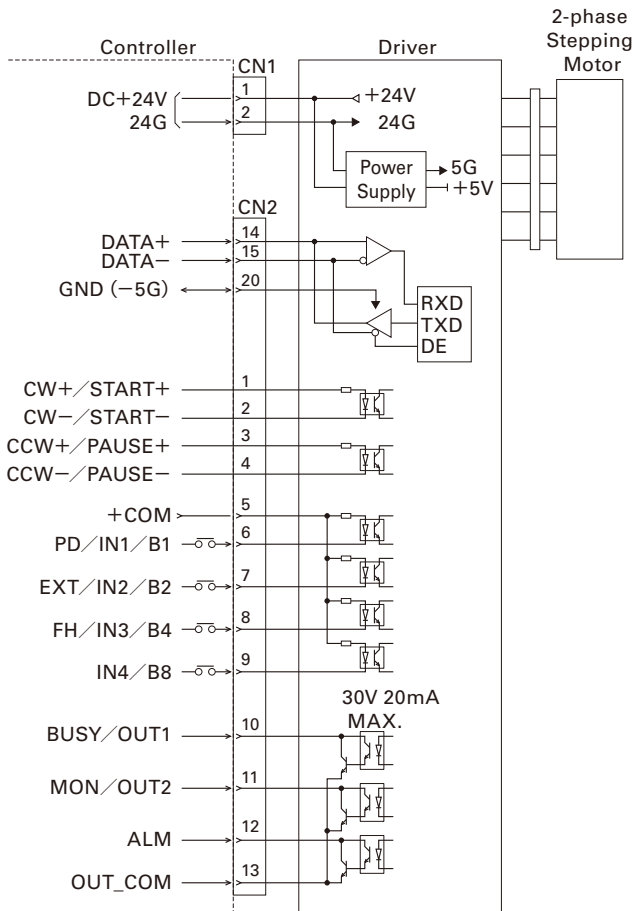 2-phase
Stepping
Motor
Controller
Driver
CN1
DC+24V
1
+24V
24G
2
24G
Power
Supply
5G
+5V
CN2
DATA+
14
DATA−
15
GND (−5G)
20
RXD
TXD
DE
CW+/START+
1
CW−/START−
2
CCW+/PAUSE+
3
CCW−/PAUSE−
4
+COM
5
PD/IN1/B1
6
EXT/IN2/B2
7
FH/IN3/B4
8
IN4/B8
9
30V 20mA
MAX.
BUSY/OUT1
10
MON/OUT2
11
ALM
12
OUT_COM
13